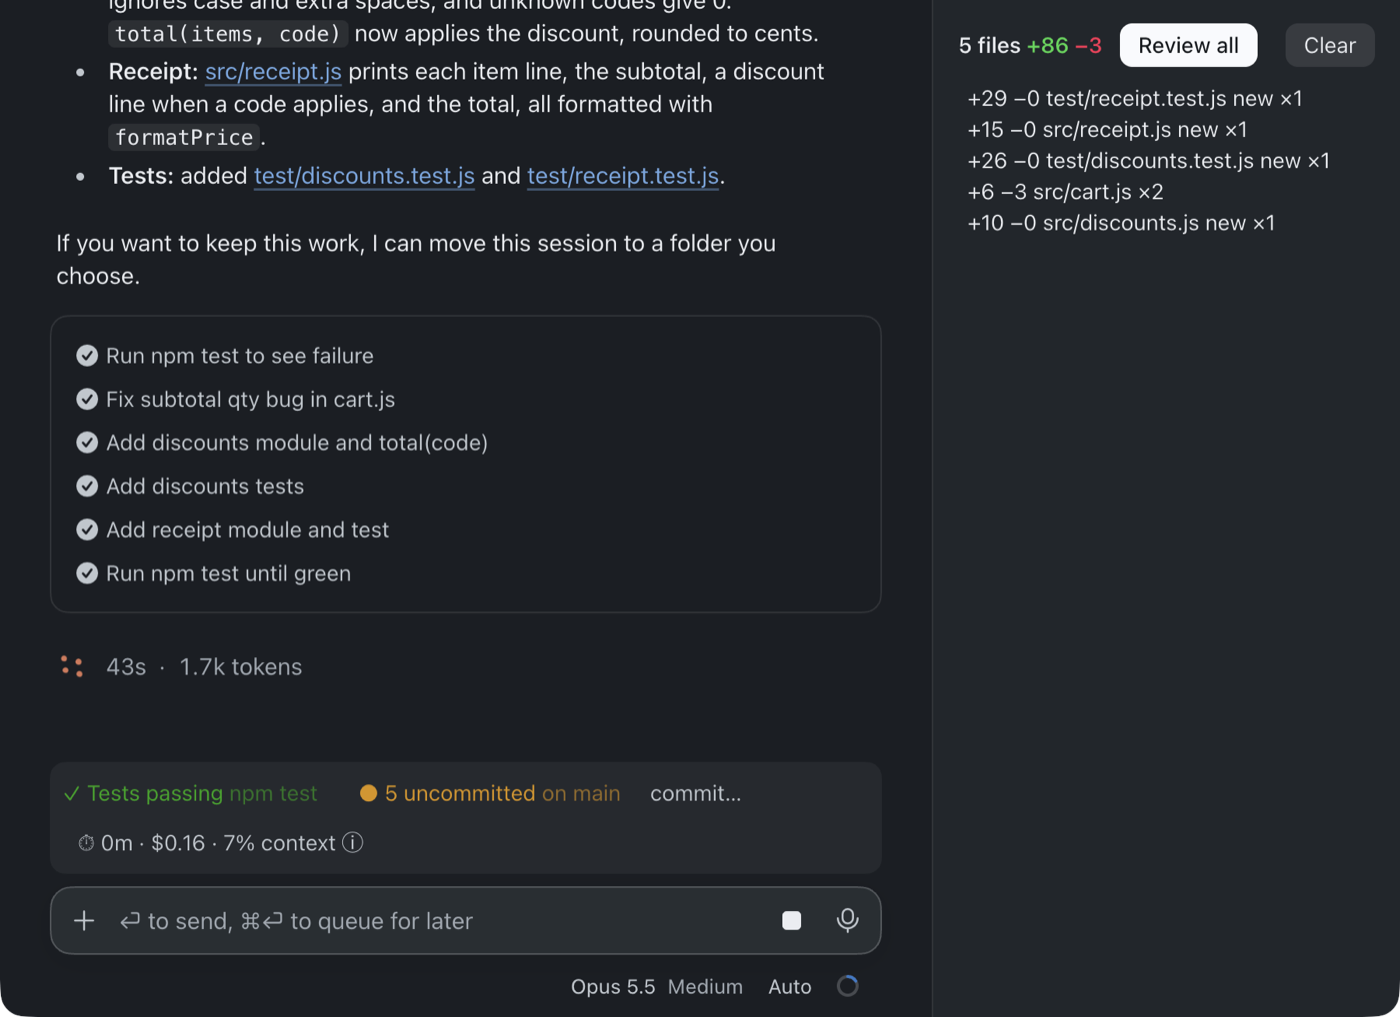 ignores case and extra spaces, and unknown codes give 0.
total(items, code) now applies the discount, rounded to cents.
• Receipt: src/receipt.js prints each item line, the subtotal, a discount
line when a code applies, and the total, all formatted with
formatPrice.
• Tests: added test/discounts.test.js and test/receipt.test.js.
If you want to keep this work, I can move this session to a folder you
choose.
Run npm test to see failure
Fix subtotal qty bug in cart.js
Add discounts module and total(code)
Add discounts tests
Add receipt module and test
Run npm test until green
43s · 1.7k tokens
✓ Tests passing npm test 5 uncommitted on main commit...
⏱ 0m · $0.16 · 7% context ⓘ
+ ⏎ to send, ⌘⏎ to queue for later
Opus 5.5 Medium Auto
5 files +86 −3 Review all Clear
+29 −0 test/receipt.test.js new ×1
+15 −0 src/receipt.js new ×1
+26 −0 test/discounts.test.js new ×1
+6 −3 src/cart.js ×2
+10 −0 src/discounts.js new ×1